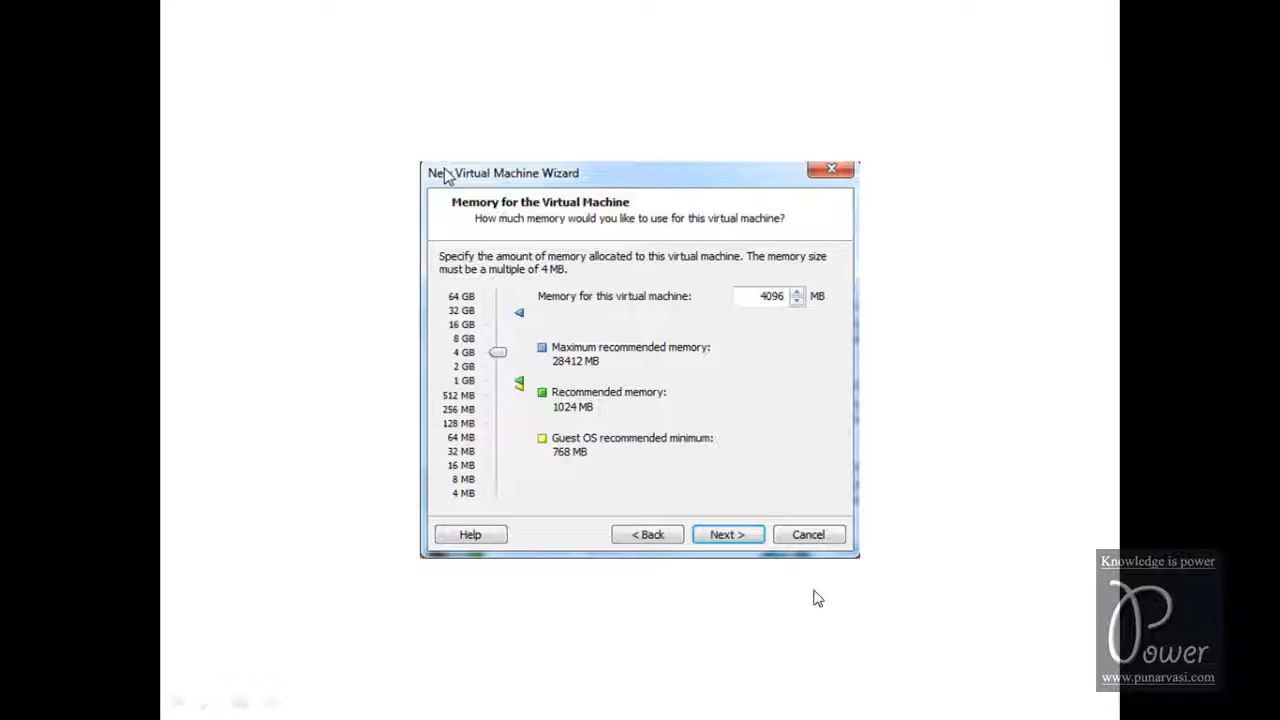 New Virtual Machine Wizard
Memory for the Virtual Machine
How much memory would you like to use for this virtual machine?
Specify the amount of memory allocated to this virtual machine. The memory size
must be a multiple of 4 MB.
64 GB
32 GB
16 GB
8 GB
4 GB
2 GB
1 GB
512 MB
256 MB
128 MB
64 MB
32 MB
16 MB
8 MB
4 MB
Memory for this virtual machine: 4096 MB
Maximum recommended memory:
28412 MB
Recommended memory:
1024 MB
Guest OS recommended minimum:
768 MB
Help < Back Next > Cancel
Knowledge is power
Power
www.punarvasi.com